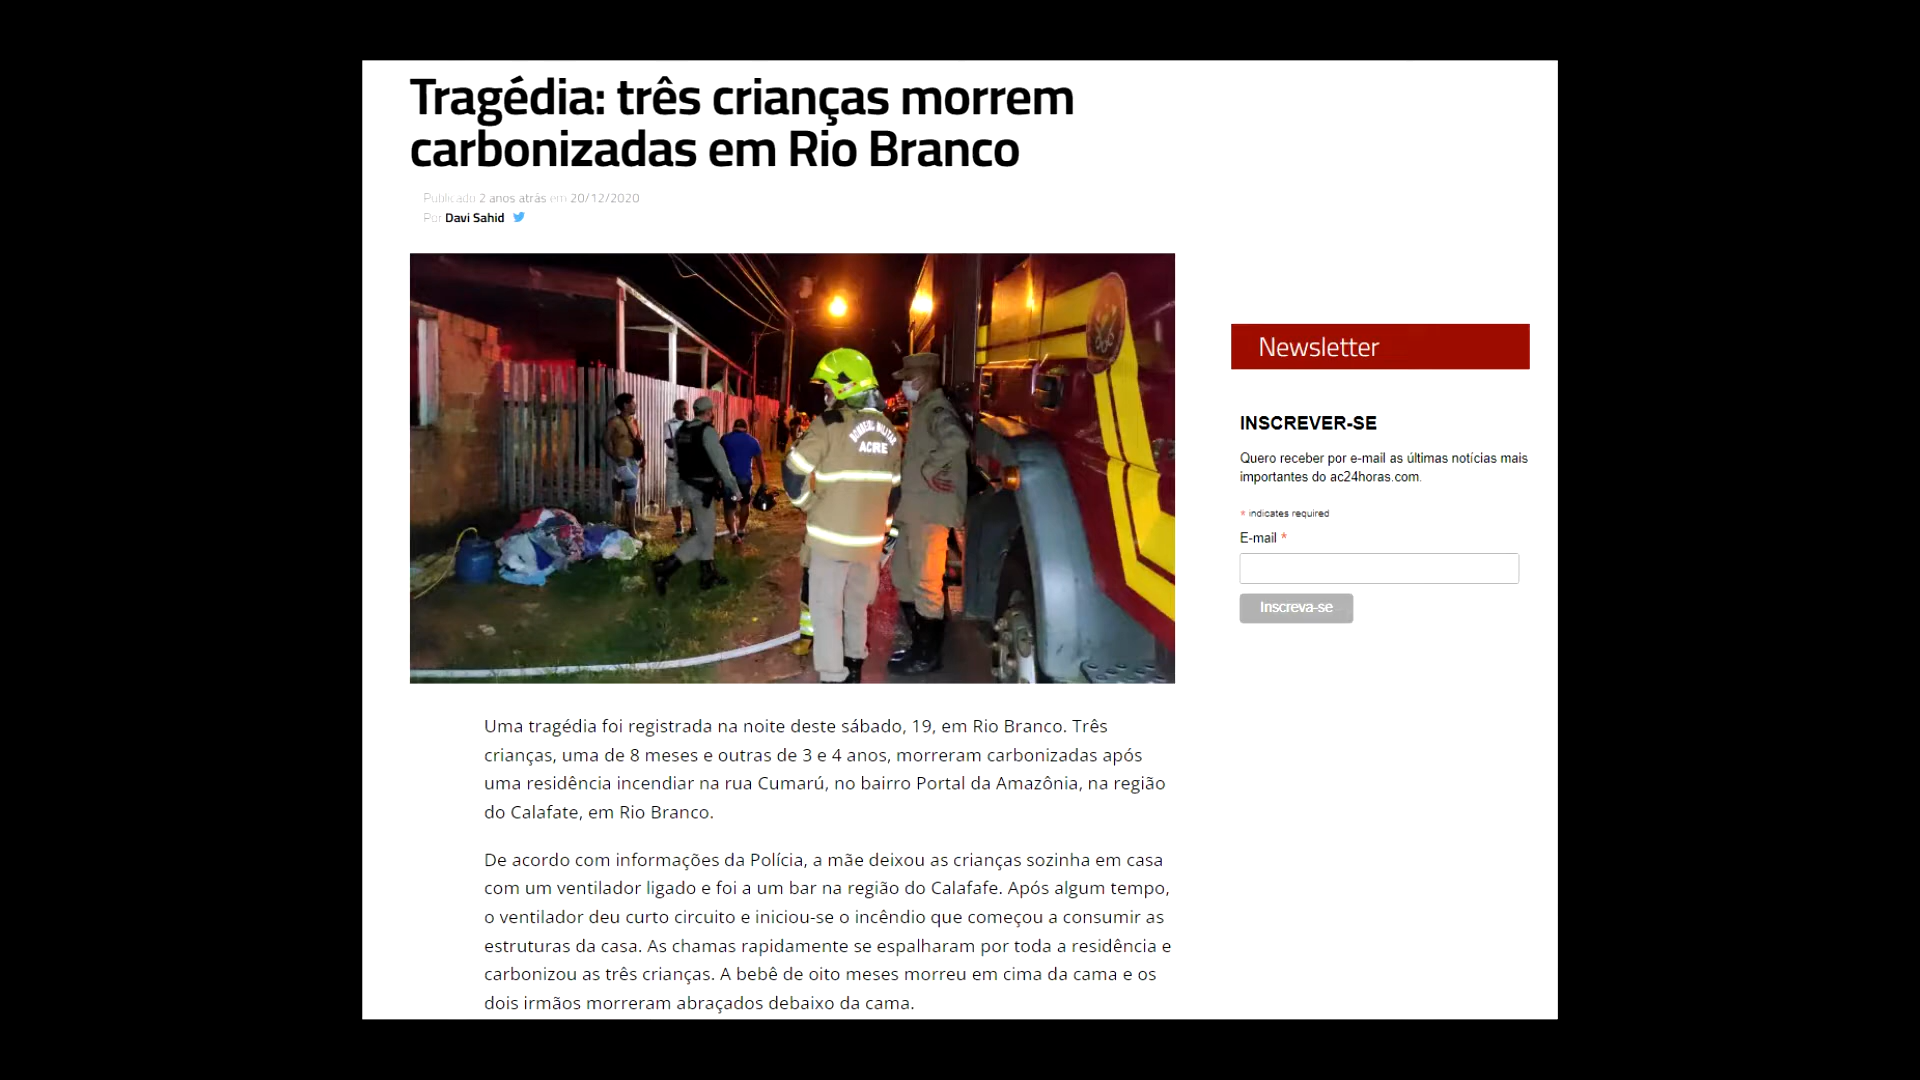 Tragédia: três crianças morrem
carbonizadas em Rio Branco
Publicado 2 anos atrás em 20/12/2020
Por Davi Sahid
BOMBEIRO MILITAR
ACRE
Newsletter
INSCREVER-SE
Quero receber por e-mail as últimas notícias mais
importantes do ac24horas.com.
* indicates required
E-mail *
Inscreva-se
Uma tragédia foi registrada na noite deste sábado, 19, em Rio Branco. Três
crianças, uma de 8 meses e outras de 3 e 4 anos, morreram carbonizadas após
uma residência incendiar na rua Cumarú, no bairro Portal da Amazônia, na região
do Calafate, em Rio Branco.
De acordo com informações da Polícia, a mãe deixou as crianças sozinha em casa
com um ventilador ligado e foi a um bar na região do Calafafe. Após algum tempo,
o ventilador deu curto circuito e iniciou-se o incêndio que começou a consumir as
estruturas da casa. As chamas rapidamente se espalharam por toda a residência e
carbonizou as três crianças. A bebê de oito meses morreu em cima da cama e os
dois irmãos morreram abraçados debaixo da cama.